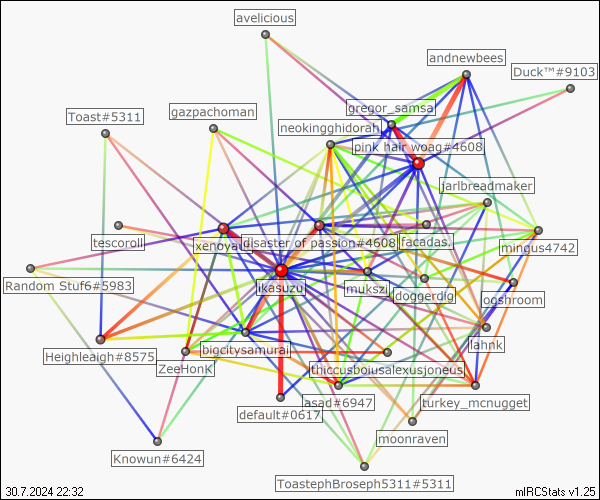 avelicious
andnewbees
Duck™#9103
gregor_samsa
Toast#5311
gazpachoman
neokingghidorah
pink hair woag#4608
jarlbreadmaker
tescoroll
xenoyau
disaster of passion#4608
facadas.
mingus4742
Random Stuf6#5983
ikasuzu
mukszi
doggerdig
ogshroom
lahnk
Heighleaigh#8575
bigcitysamurai
ZeeHonK
thiccusboiusalexusjoneus
default#0617
asad#6947
turkey_mcnugget
moonraven
Knowun#6424
ToastephBroseph5311#5311
30.7.2024 22:32
mIRCStats v1.25